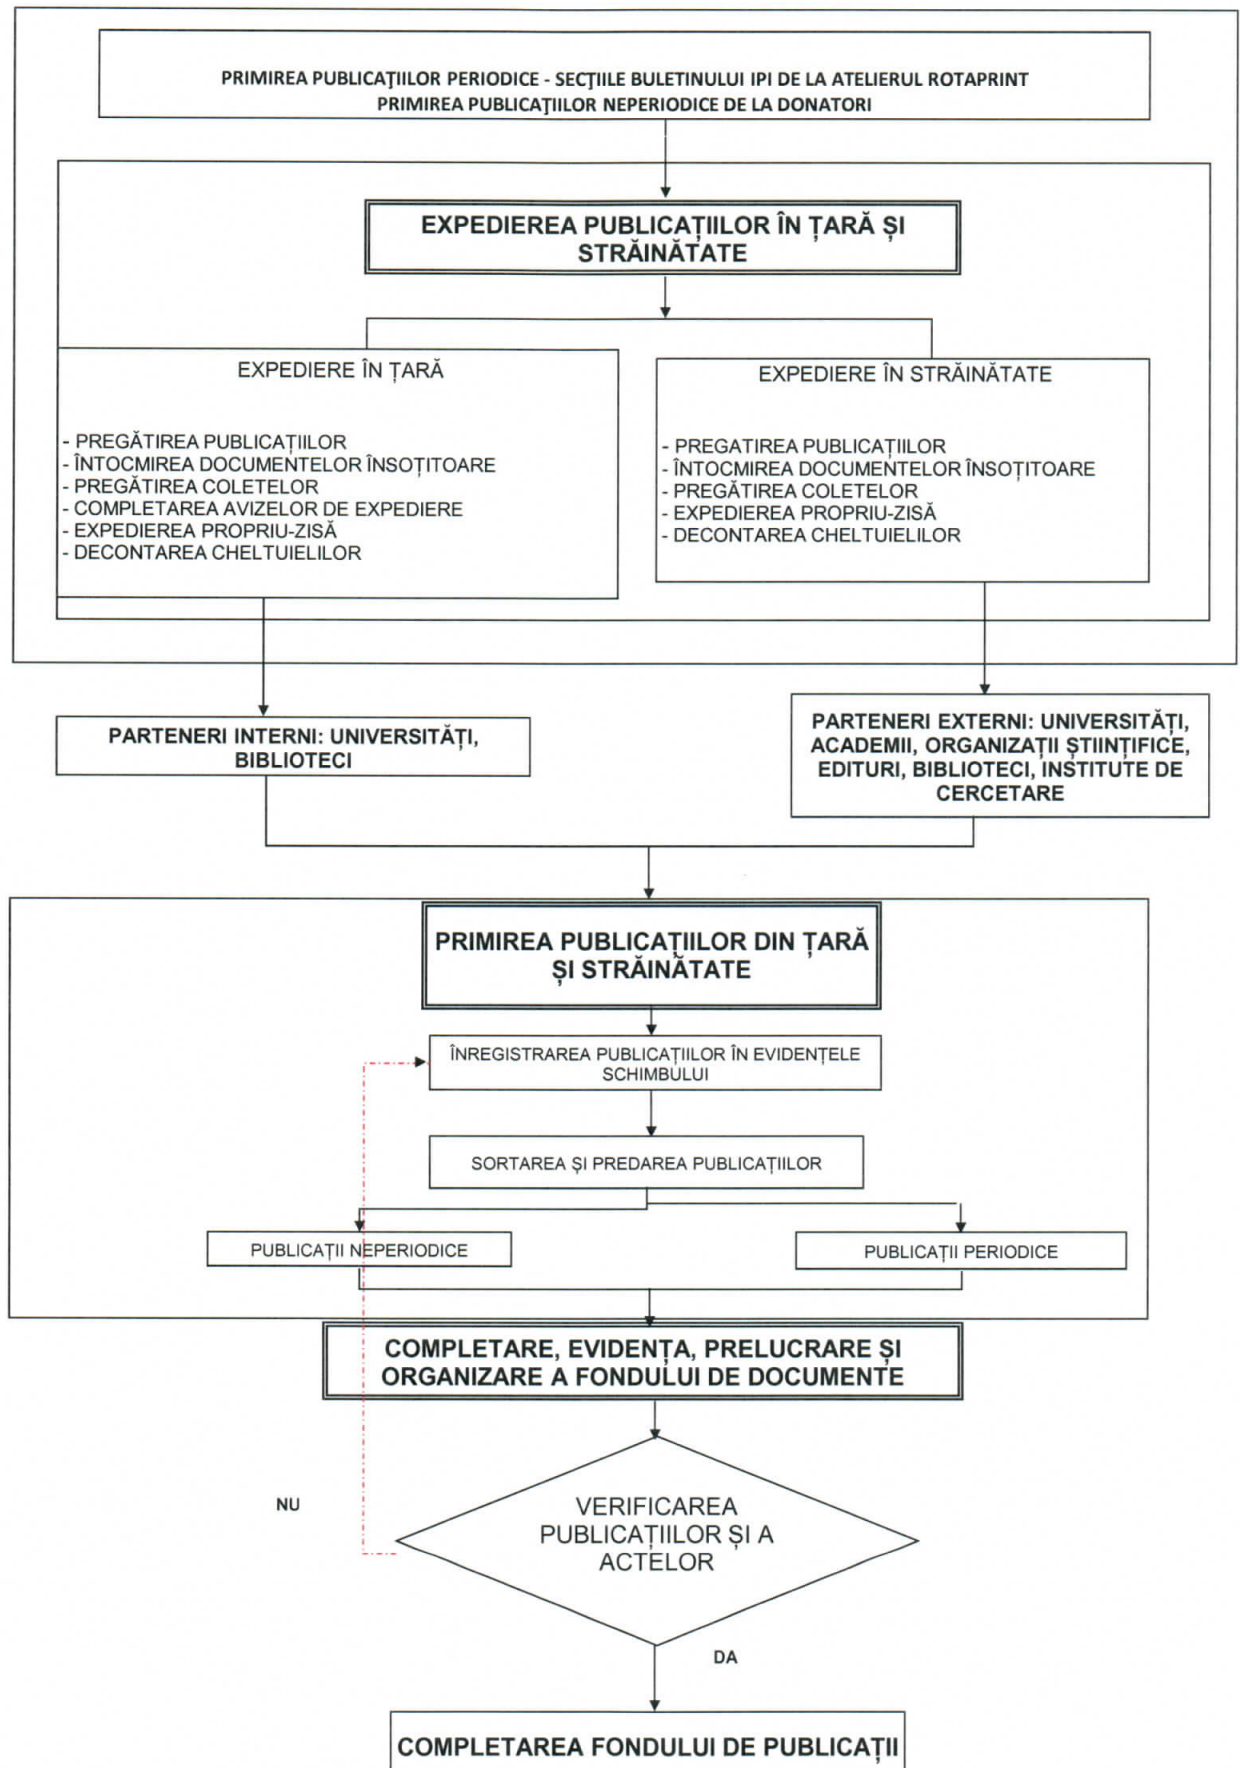 PRIMIREA PUBLICAŢIILOR PERIODICE - SECŢIILE BULETINULUI IPI DE LA ATELIERUL ROTAPRINT
PRIMIREA PUBLICAŢIILOR NEPERIODICE DE LA DONATORI
EXPEDIEREA PUBLICAȚIILOR ÎN ȚARĂ ȘI
STRĂINĂTATE
EXPEDIERE ÎN ȚARĂ
- PREGĂTIREA PUBLICAȚIILOR
- ÎNTOCMIREA DOCUMENTELOR ÎNSOȚITOARE
- PREGĂTIREA COLETELOR
- COMPLETAREA AVIZELOR DE EXPEDIERE
- EXPEDIEREA PROPRIU-ZISĂ
- DECONTAREA CHELTUIELILOR
EXPEDIERE ÎN STRĂINĂTATE
- PREGATIREA PUBLICAȚIILOR
- ÎNTOCMIREA DOCUMENTELOR ÎNSOȚITOARE
- PREGĂTIREA COLETELOR
- EXPEDIEREA PROPRIU-ZISĂ
- DECONTAREA CHELTUIELILOR
PARTENERI INTERNI: UNIVERSITĂȚI,
BIBLIOTECI
PARTENERI EXTERNI: UNIVERSITĂȚI,
ACADEMII, ORGANIZAȚII ȘTIINȚIFICE,
EDITURI, BIBLIOTECI, INSTITUTE DE
CERCETARE
PRIMIREA PUBLICAȚIILOR DIN ȚARĂ
ȘI STRĂINĂTATE
ÎNREGISTRAREA PUBLICAȚIILOR ÎN EVIDENȚELE
SCHIMBULUI
SORTAREA ȘI PREDAREA PUBLICAȚIILOR
PUBLICAȚII NEPERIODICE
PUBLICAȚII PERIODICE
COMPLETARE, EVIDENȚA, PRELUCRARE ȘI
ORGANIZARE A FONDULUI DE DOCUMENTE
NU
VERIFICAREA
PUBLICAȚIILOR ȘI A
ACTELOR
DA
COMPLETAREA FONDULUI DE PUBLICAȚII